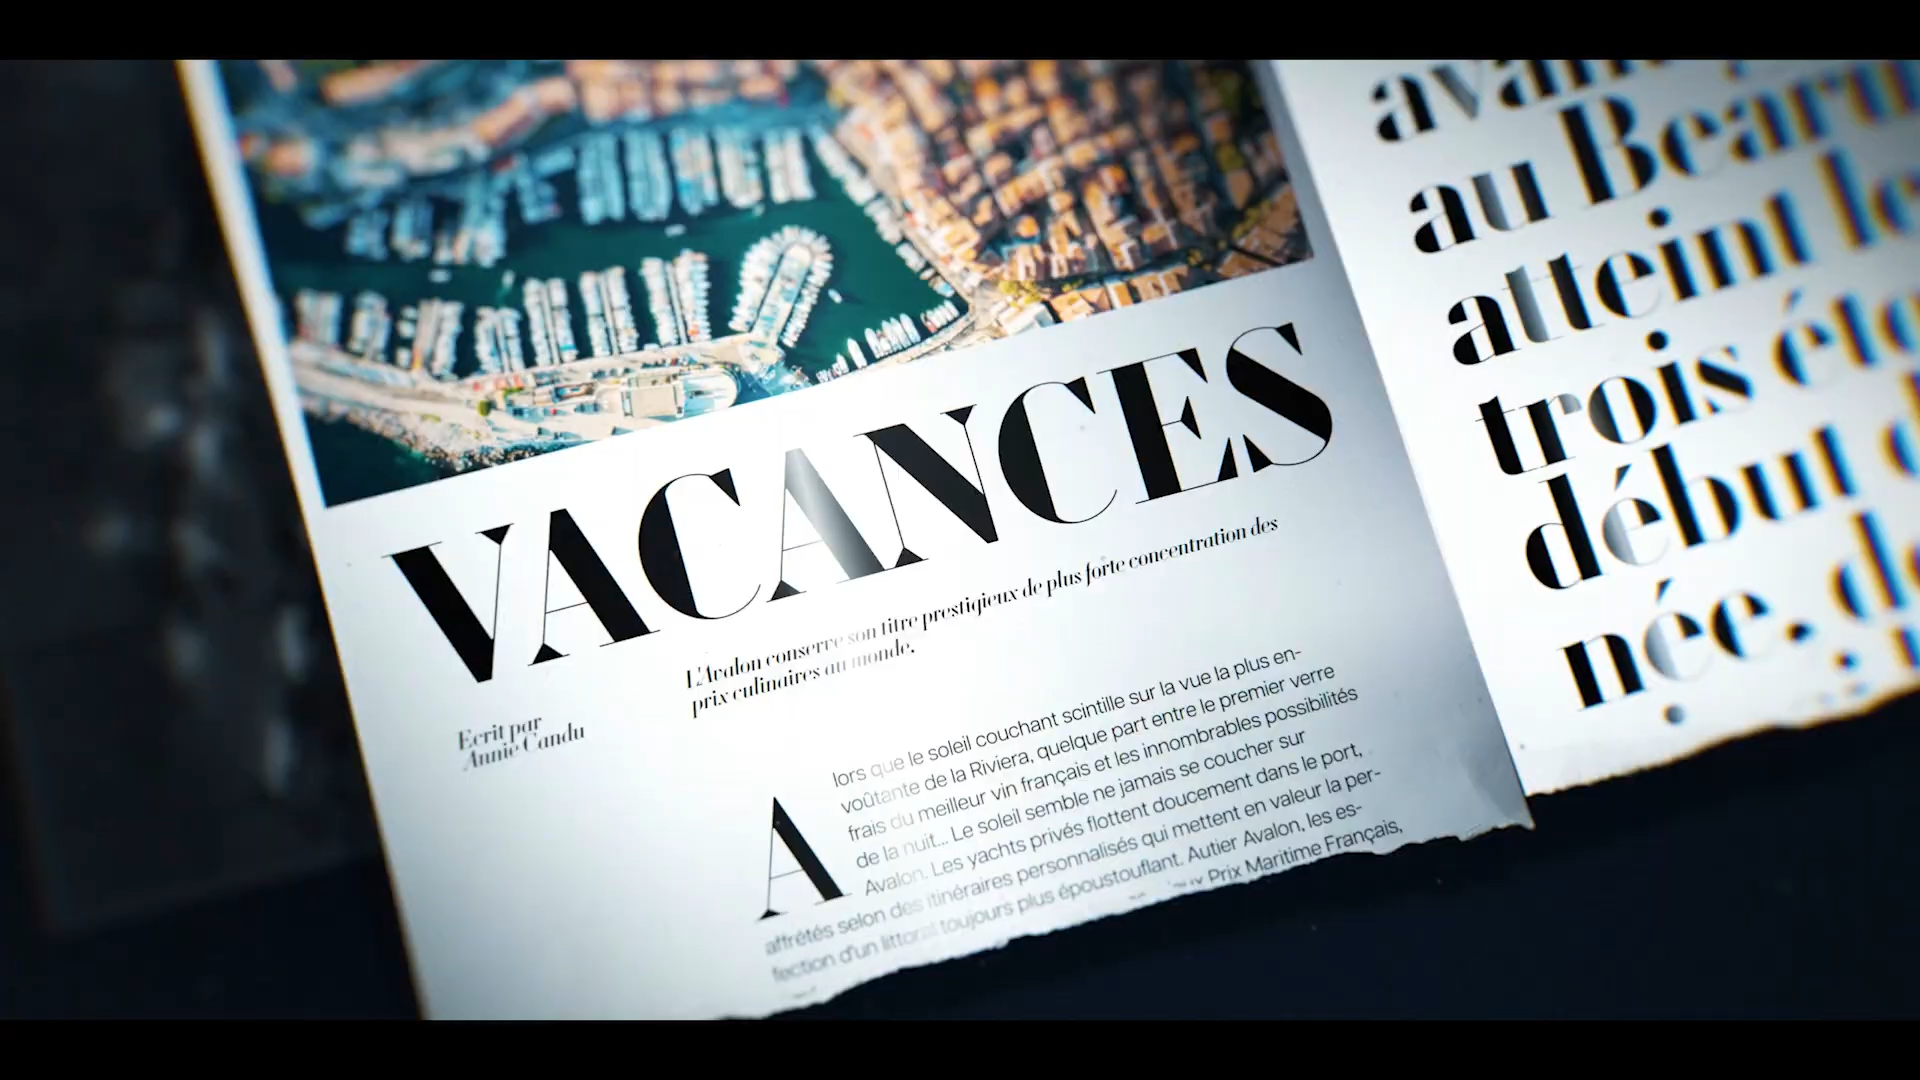 VACANCES
L'Avalon conserve son titre prestigieux de plus forte concentration des
prix culinaires au monde.
Ecrit par
Annie Candu
A
lors que le soleil couchant scintille sur la vue la plus en-
voûtante de la Riviera, quelque part entre le premier verre
frais du meilleur vin français et les innombrables possibilités
de la nuit... Le soleil semble ne jamais se coucher sur
Avalon. Les yachts privés flottent doucement dans le port,
affrétés selon des itinéraires personnalisés qui mettent en valeur la per-
fection d'un littoral toujours plus époustouflant. Autier Avalon, les es-
Prix Maritime Français,
au Beard
atteint
trois
début
née.